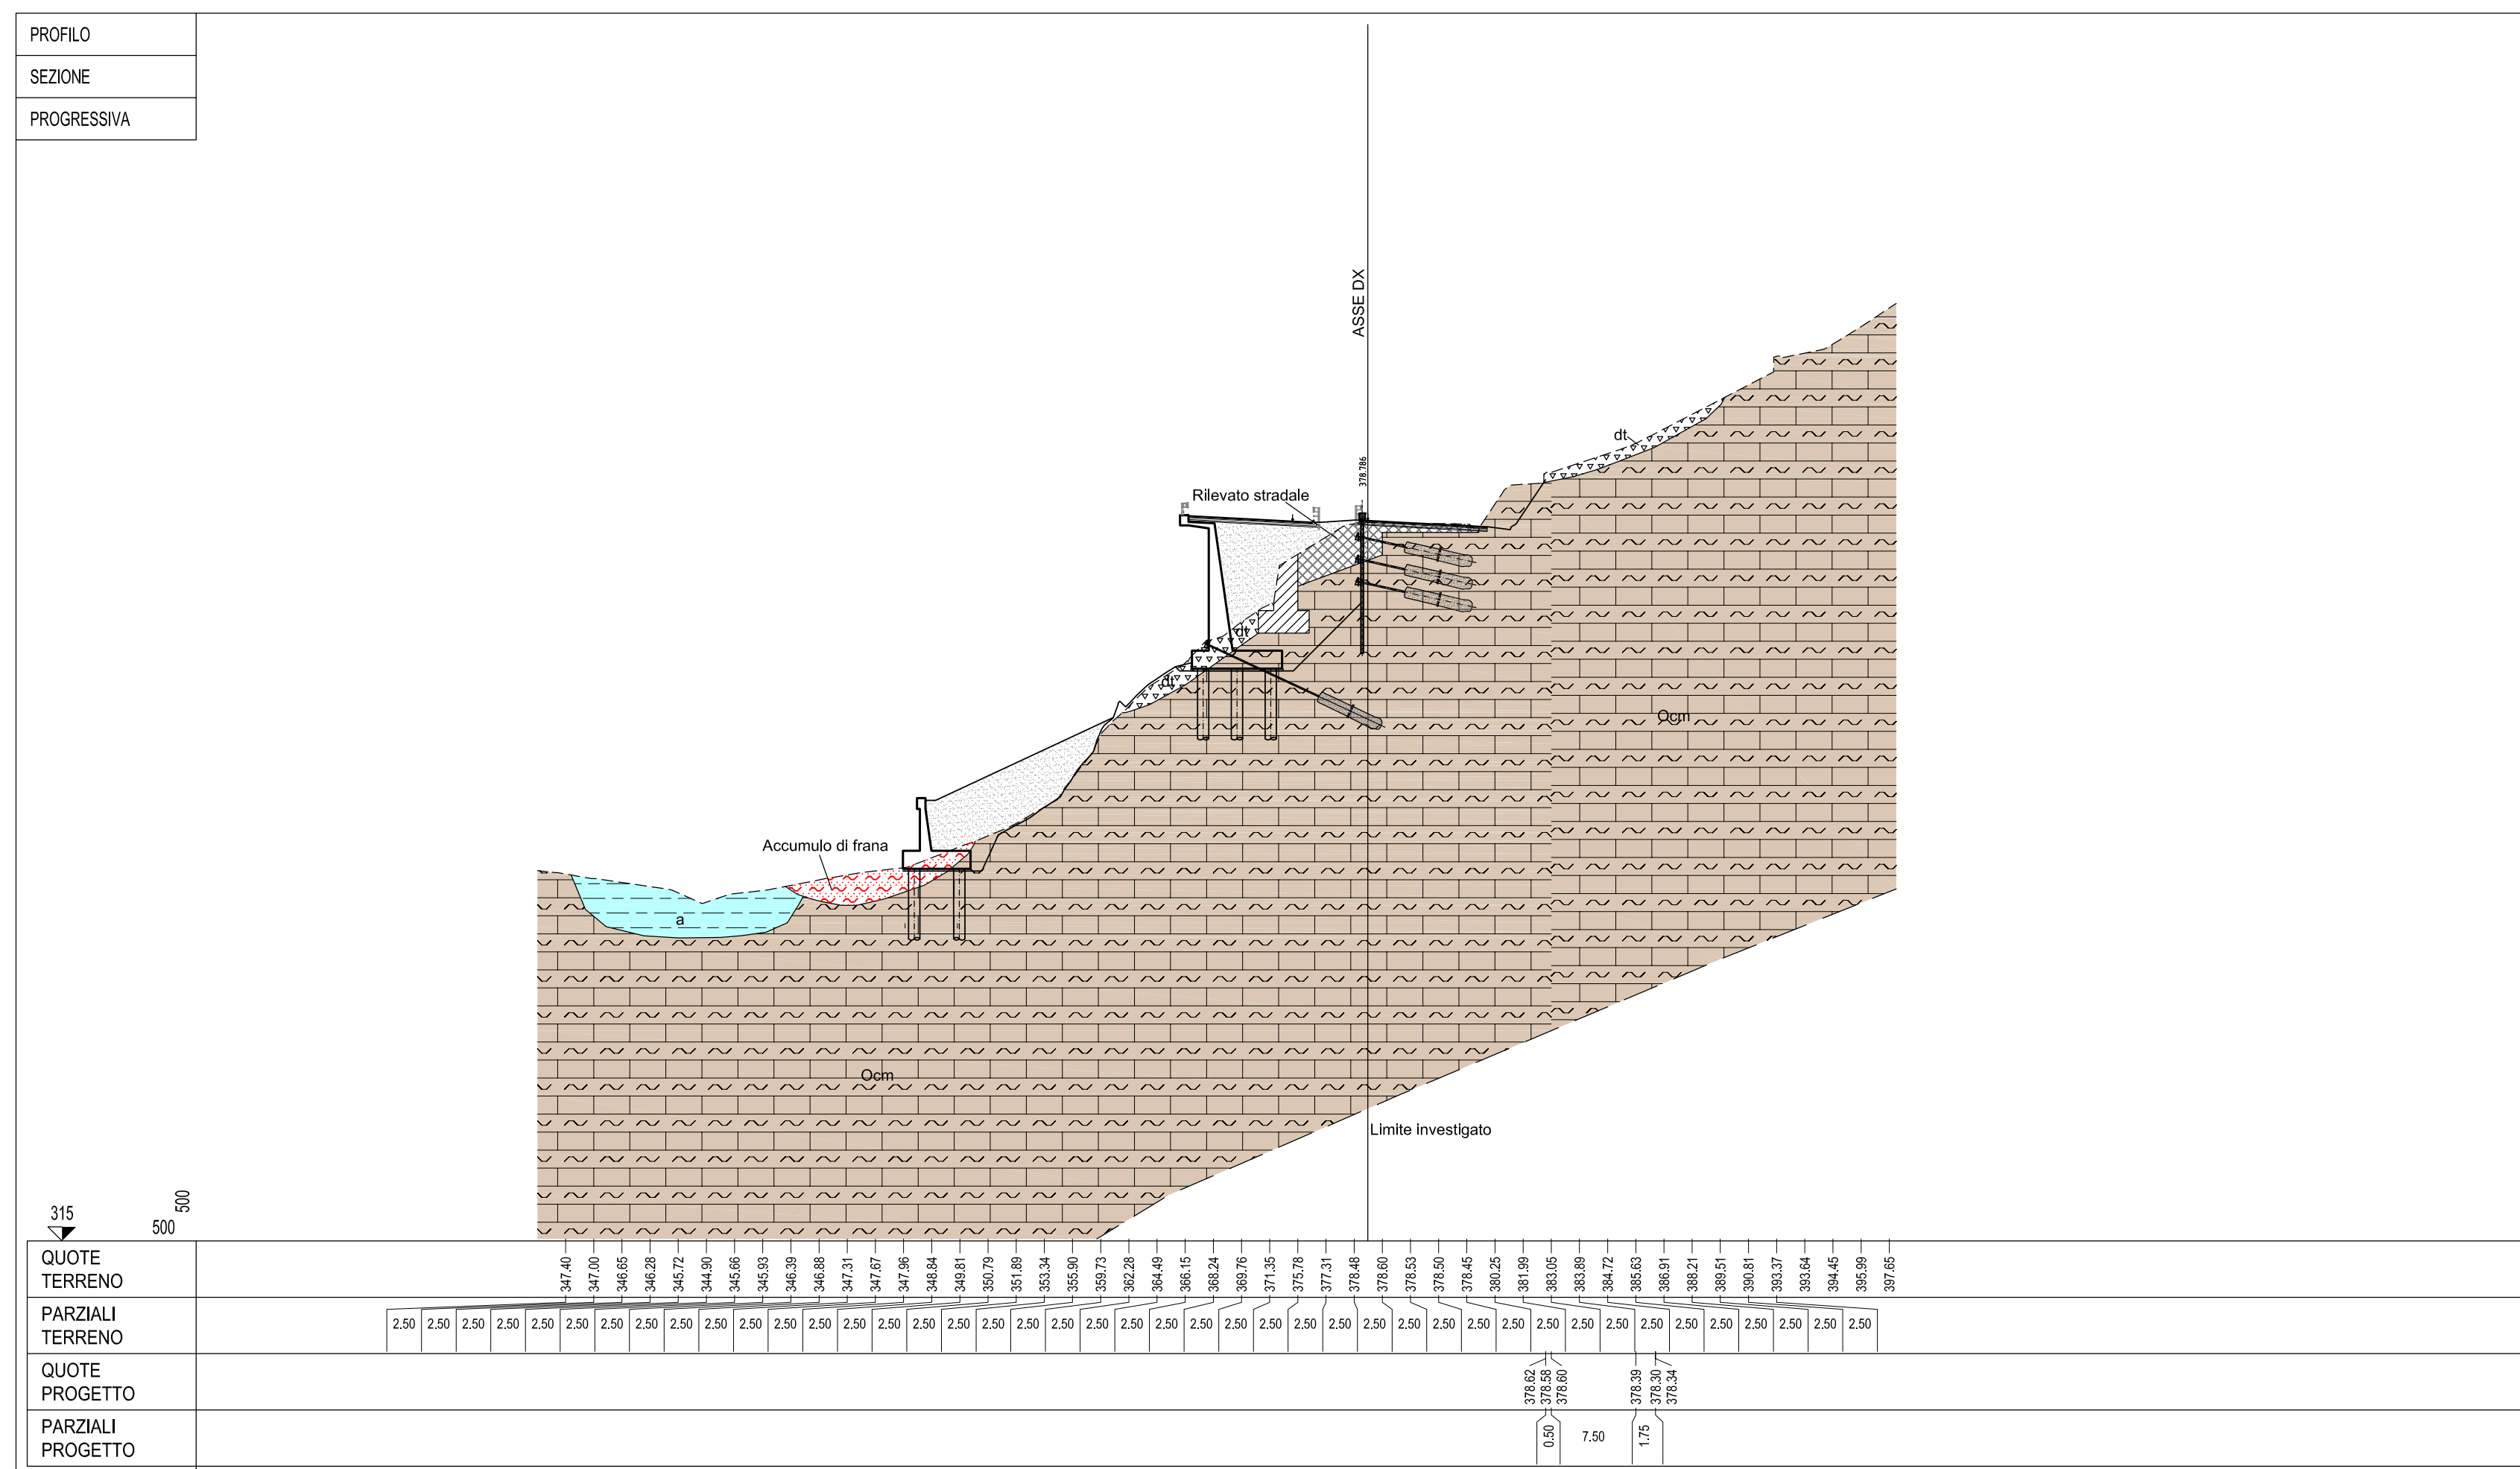 PROFILO
SEZIONE
PROGRESSIVA
ASSE DX
378.786
dt
Rilevato stradale
dt
dt
Ocm
Accumulo di frana
a
Ocm
Limite investigato
315
500
500
QUOTE
TERRENO
347.40 347.00 346.65 346.28 345.72 344.90 345.66 345.93 346.39 346.88 347.31 347.67 347.96 348.84 349.81 350.79 351.89 353.34 355.90 359.73 362.28 364.49 366.15 368.24 369.76 371.35 375.78 377.31 378.48 378.60 378.53 378.50 378.45 380.25 381.99 383.05 383.89 384.72 385.63 386.91 388.21 389.51 390.81 393.37 393.64 394.45 395.99 397.65
PARZIALI
TERRENO
2.50 2.50 2.50 2.50 2.50 2.50 2.50 2.50 2.50 2.50 2.50 2.50 2.50 2.50 2.50 2.50 2.50 2.50 2.50 2.50 2.50 2.50 2.50 2.50 2.50 2.50 2.50 2.50 2.50 2.50 2.50 2.50 2.50 2.50 2.50 2.50 2.50 2.50 2.50 2.50 2.50 2.50 2.50
QUOTE
PROGETTO
378.62 378.58 378.60 378.39 378.30 378.34
PARZIALI
PROGETTO
0.50 7.50 1.75